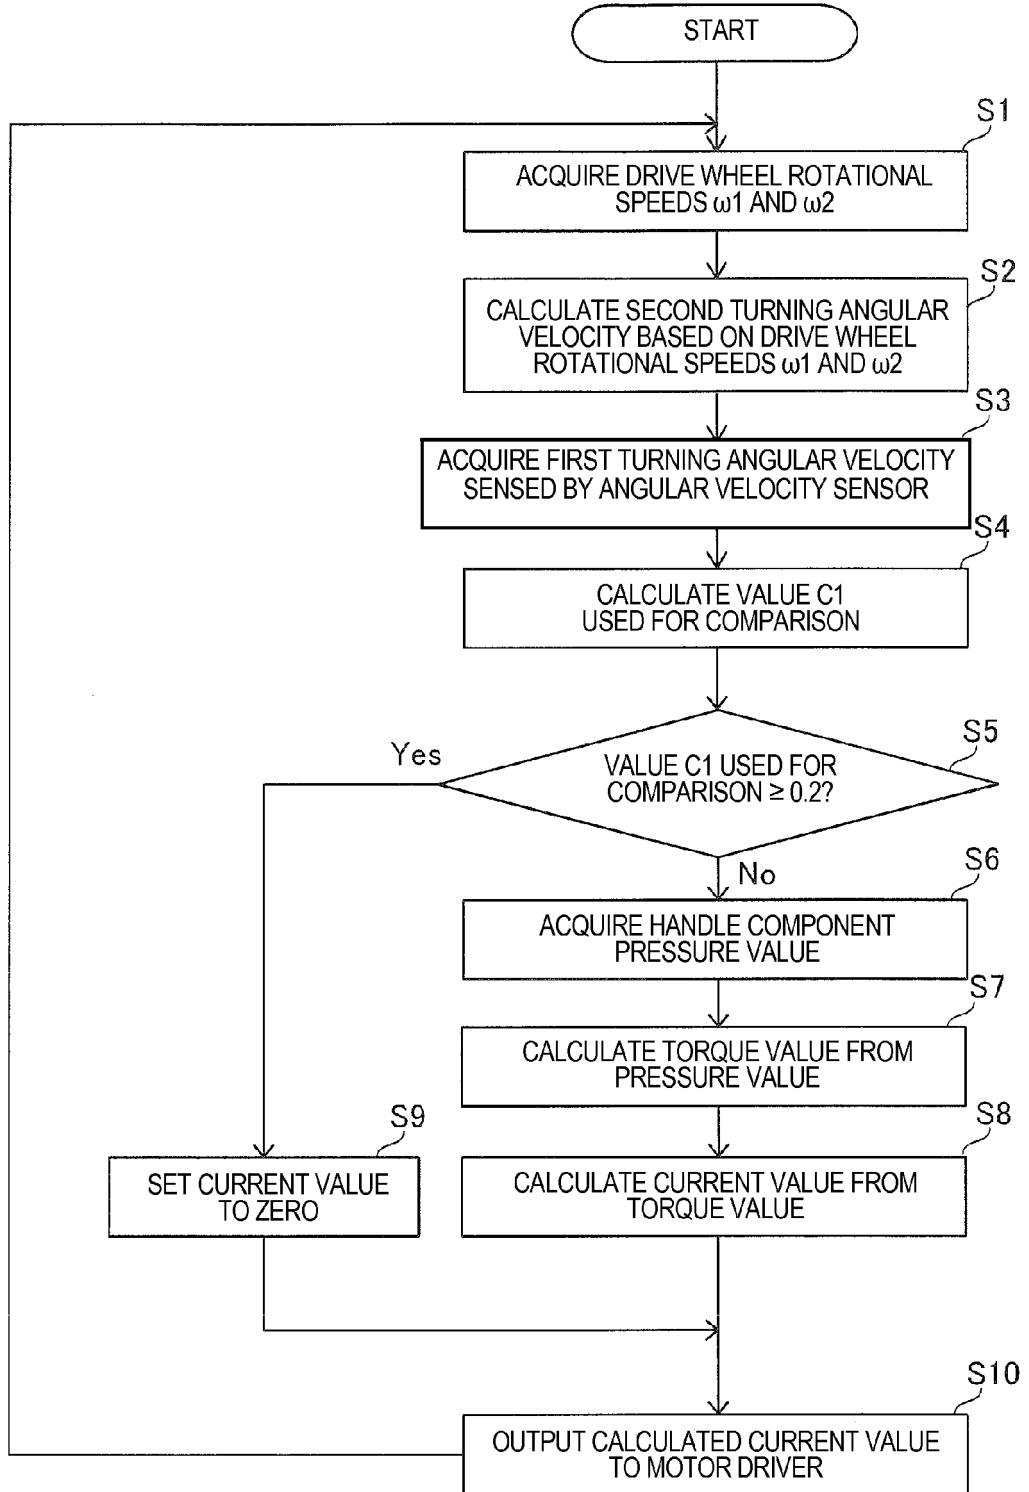 START
S1
ACQUIRE DRIVE WHEEL ROTATIONAL
SPEEDS ω1 AND ω2
S2
CALCULATE SECOND TURNING ANGULAR
VELOCITY BASED ON DRIVE WHEEL
ROTATIONAL SPEEDS ω1 AND ω2
S3
ACQUIRE FIRST TURNING ANGULAR VELOCITY
SENSED BY ANGULAR VELOCITY SENSOR
S4
CALCULATE VALUE C1
USED FOR COMPARISON
S5
Yes
VALUE C1 USED FOR
COMPARISON ≥ 0.2?
No
S6
ACQUIRE HANDLE COMPONENT
PRESSURE VALUE
S7
CALCULATE TORQUE VALUE FROM
PRESSURE VALUE
S9
SET CURRENT VALUE
TO ZERO
S8
CALCULATE CURRENT VALUE FROM
TORQUE VALUE
S10
OUTPUT CALCULATED CURRENT VALUE
TO MOTOR DRIVER